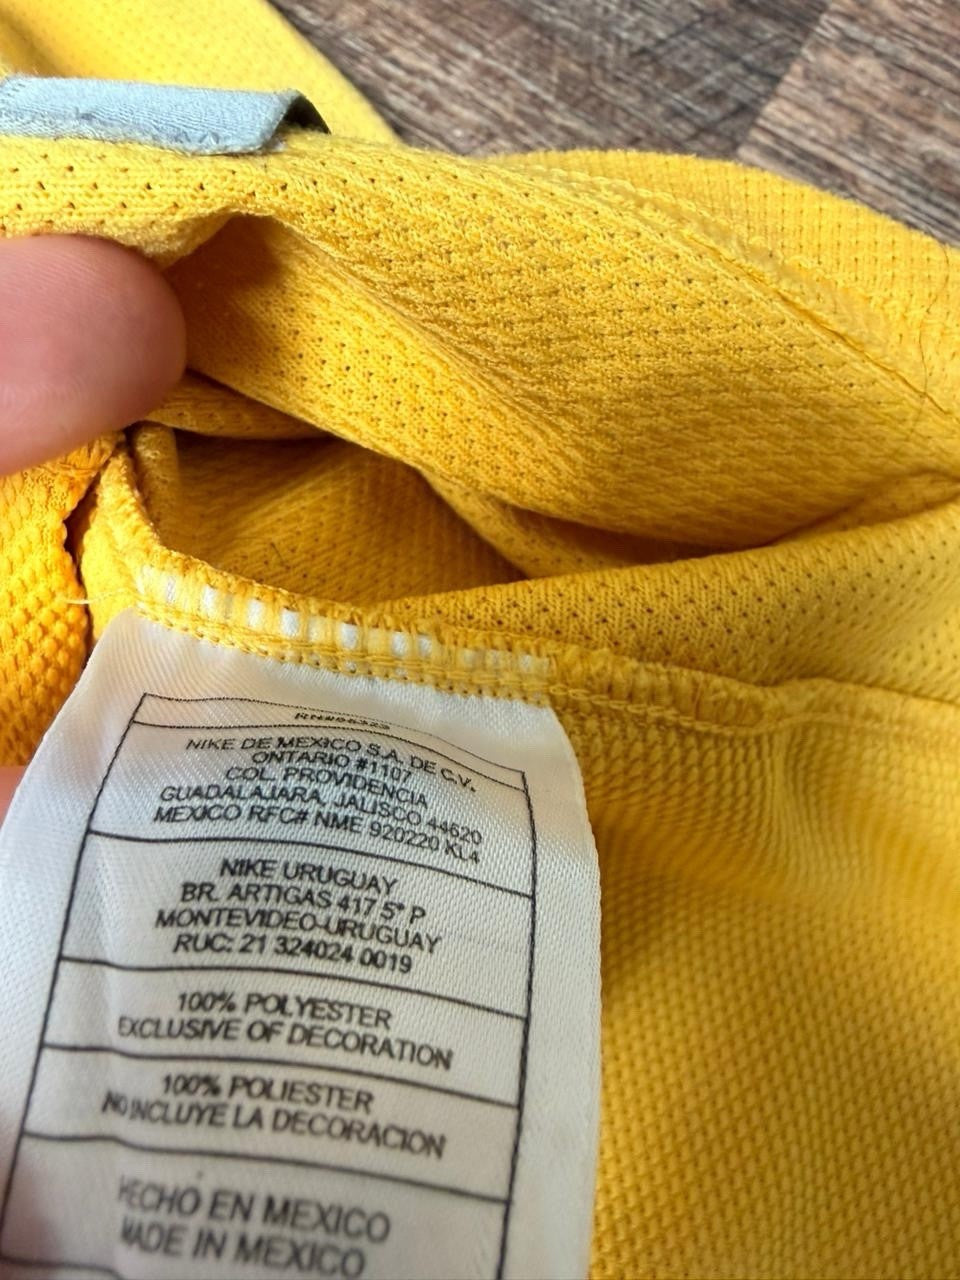 NIKE DE MEXICO S.A. DE C.V.
ONTARIO #1107
COL. PROVIDENCIA
GUADALAJARA, JALISCO 44620
MEXICO RFC# NME 920220 KL4
NIKE URUGUAY
BR. ARTIGAS 417 5° P
MONTEVIDEO-URUGUAY
RUC: 21 324024 0019
100% POLYESTER
EXCLUSIVE OF DECORATION
100% POLIESTER
NO INCLUYE LA DECORACION
HECHO EN MEXICO
MADE IN MEXICO